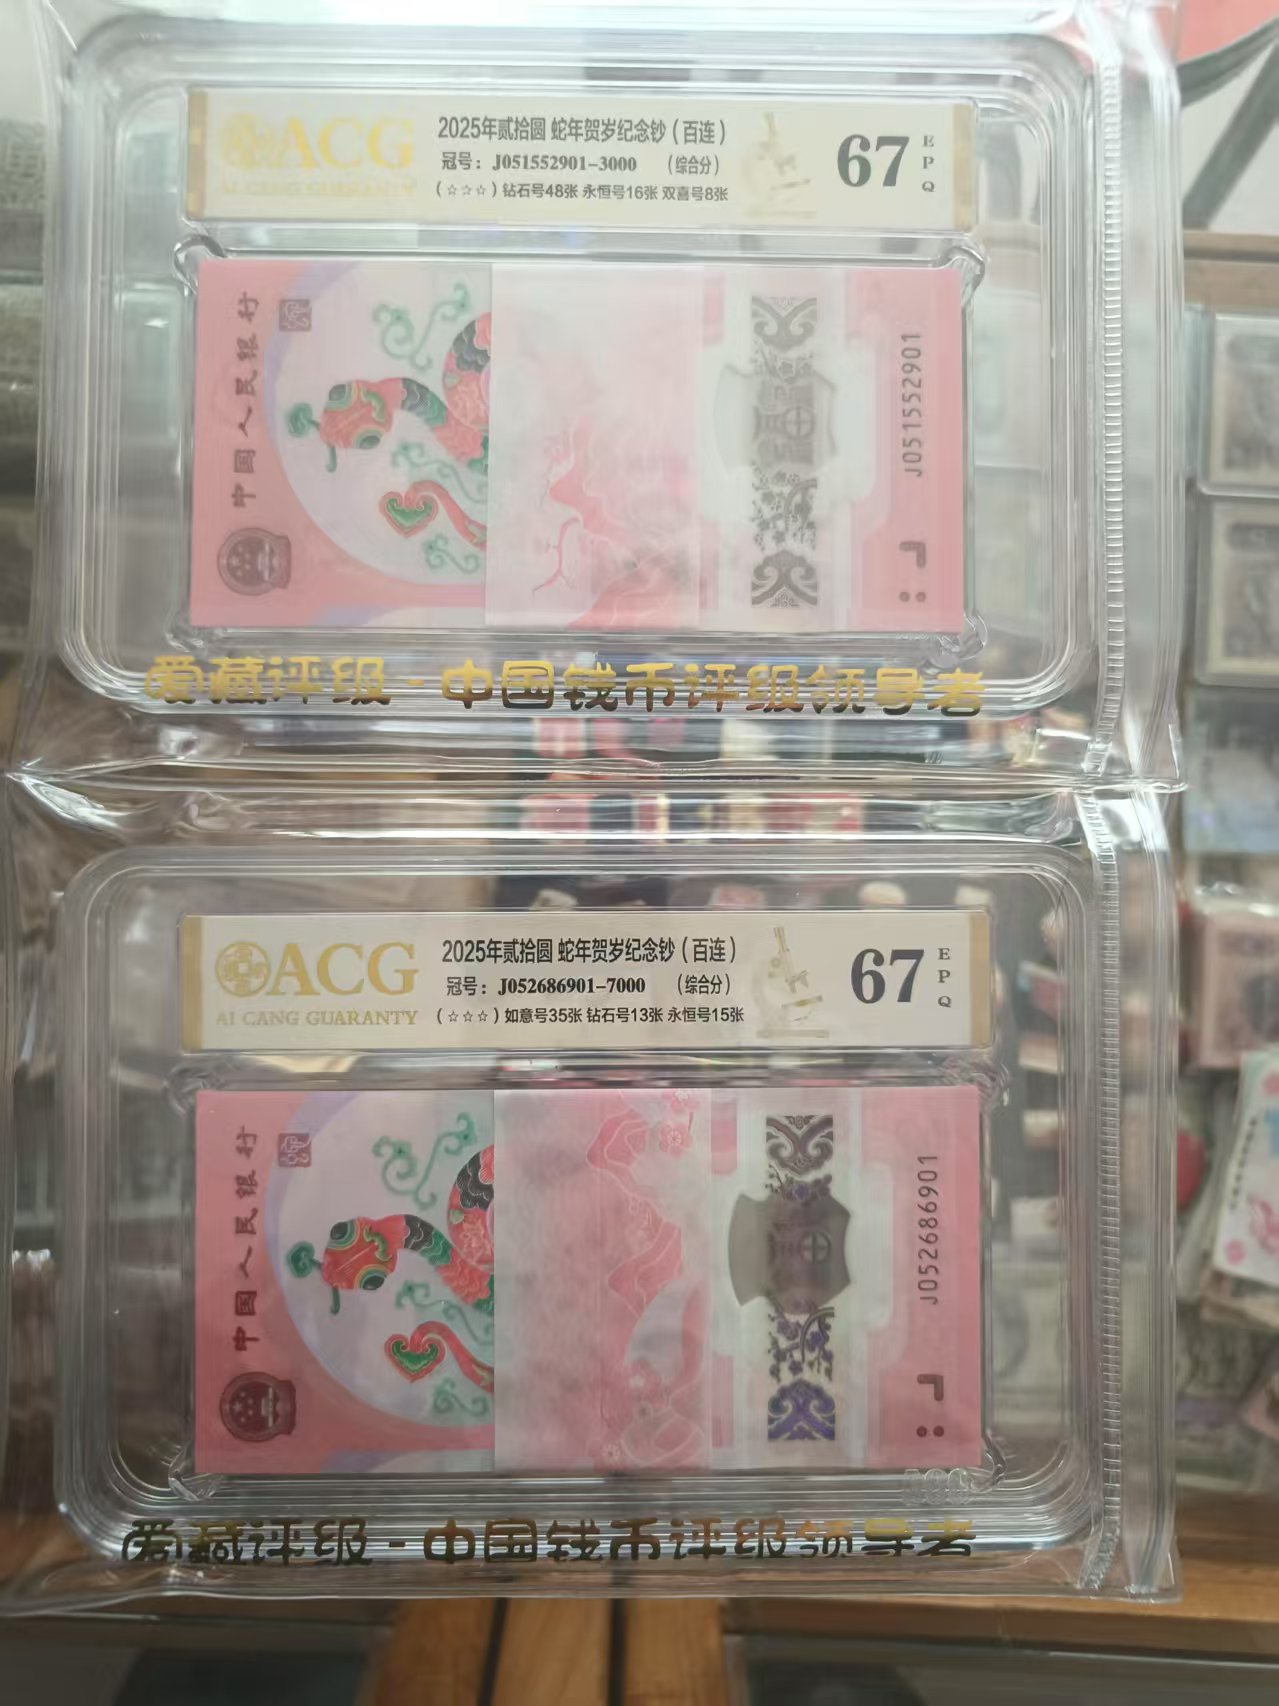 ACG
AI CANG GUARANTY
2025年贰拾圆 蛇年贺岁纪念钞（百连）
冠号：J051552901-3000 （综合分）
（☆☆☆）钻石号48张 永恒号16张 双喜号8张
67
EPQ
中国人民银行
J051552901
爱藏评级-中国钱币评级领导者
ACG
AI CANG GUARANTY
2025年贰拾圆 蛇年贺岁纪念钞（百连）
冠号：J052686901-7000 （综合分）
（☆☆☆）如意号35张 钻石号13张 永恒号15张
67
EPQ
中国人民银行
J052686901
爱藏评级-中国钱币评级领导者